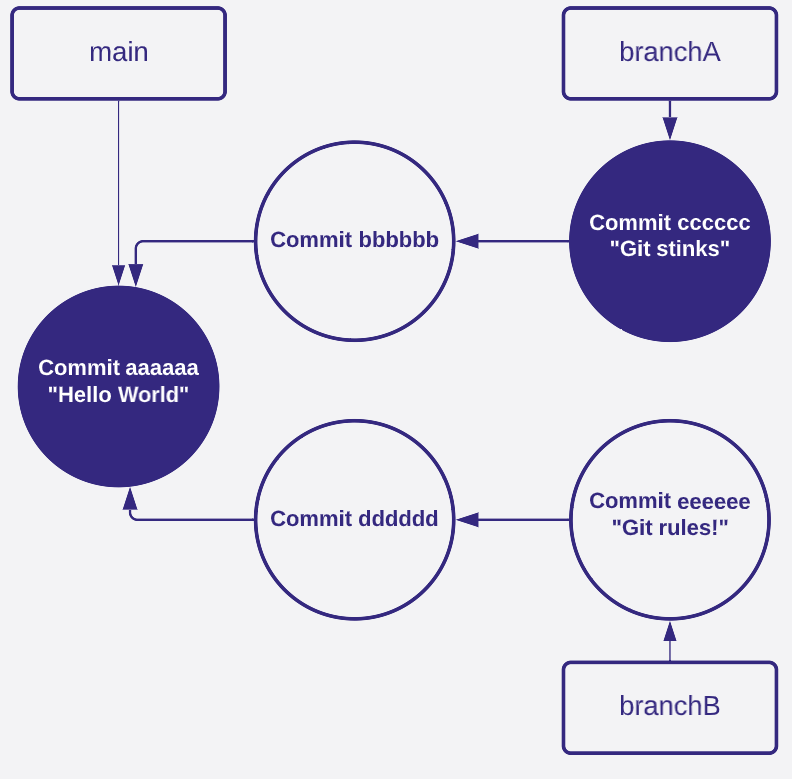 main
branchA
Commit bbbbbb
Commit cccccc
"Git stinks"
Commit aaaaaa
"Hello World"
Commit dddddd
Commit eeeeee
"Git rules!"
branchB